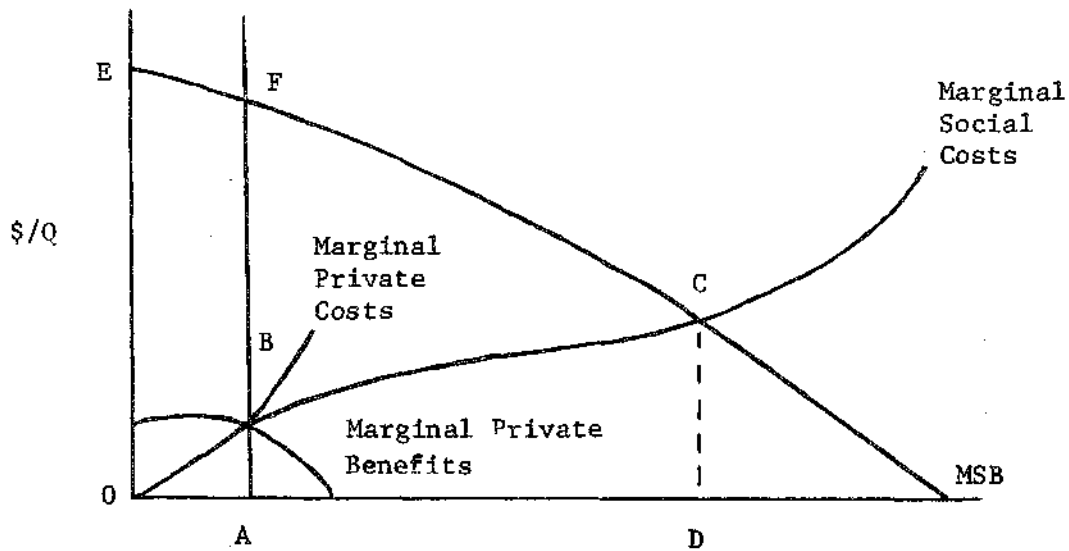 E
F
Marginal
Social
Costs
$/Q
Marginal
Private
Costs
C
B
Marginal Private
Benefits
0
MSB
A
D